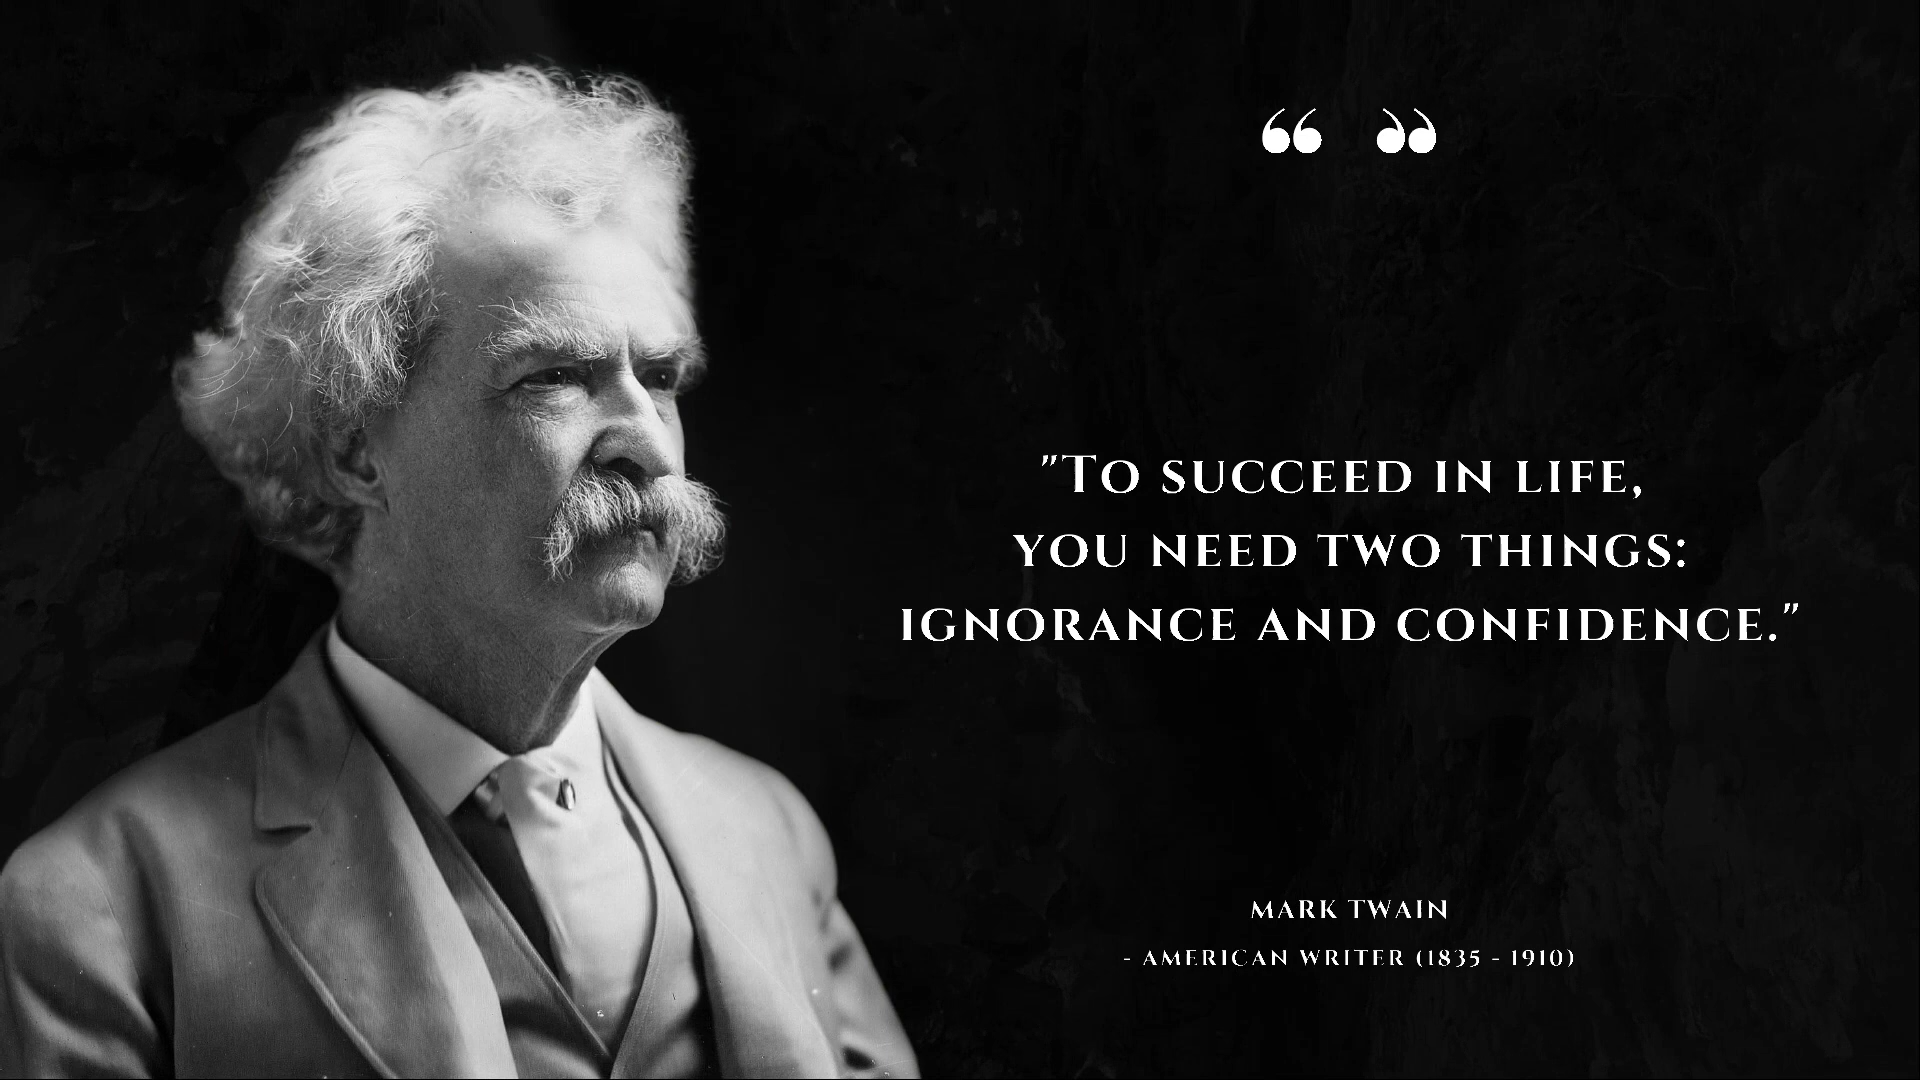 “ ”
"To succeed in life,
you need two things:
ignorance and confidence."
Mark Twain
- American Writer (1835 - 1910)